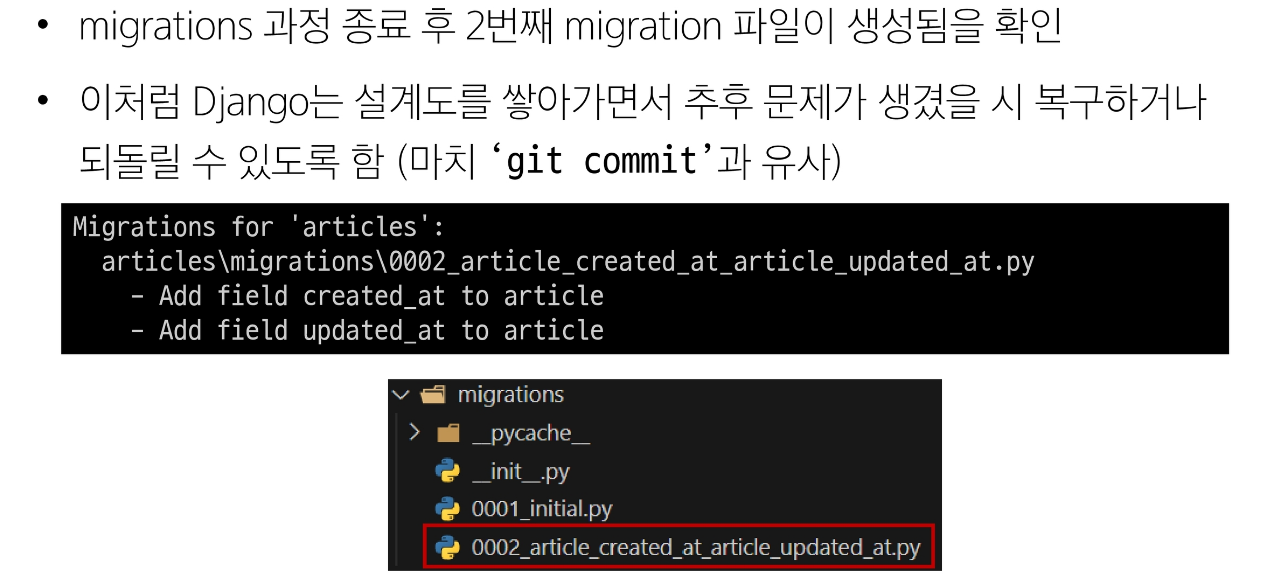 • migrations 과정 종료 후 2번째 migration 파일이 생성됨을 확인
• 이처럼 Django는 설계도를 쌓아가면서 추후 문제가 생겼을 시 복구하거나
되돌릴 수 있도록 함 (마치 ‘git commit’과 유사)
Migrations for 'articles':
articles\migrations\0002_article_created_at_article_updated_at.py
- Add field created_at to article
- Add field updated_at to article
migrations
__pycache__
__init__.py
0001_initial.py
0002_article_created_at_article_updated_at.py